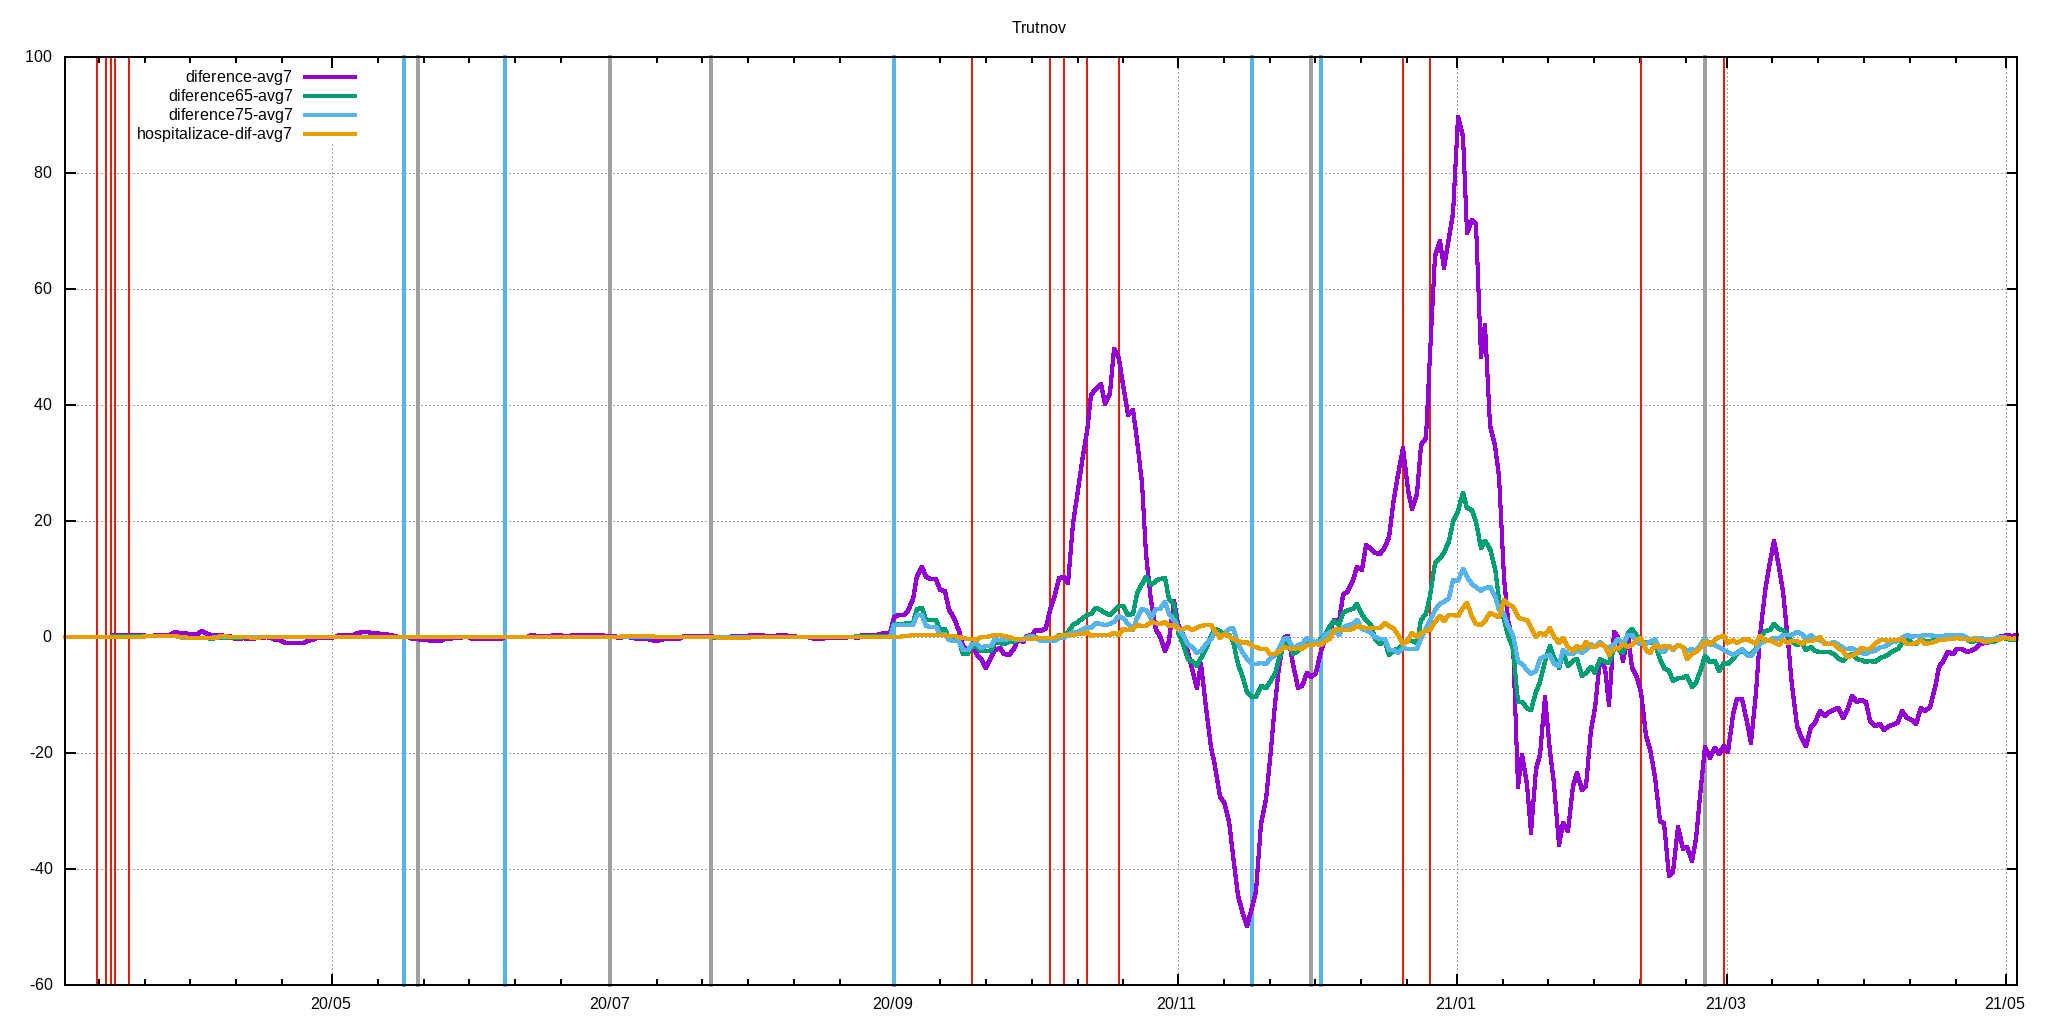 Trutnov
diference-avg7
diference65-avg7
diference75-avg7
hospitalizace-dif-avg7
100
80
60
40
20
0
-20
-40
-60
20/05 20/07 20/09 20/11 21/01 21/03 21/05